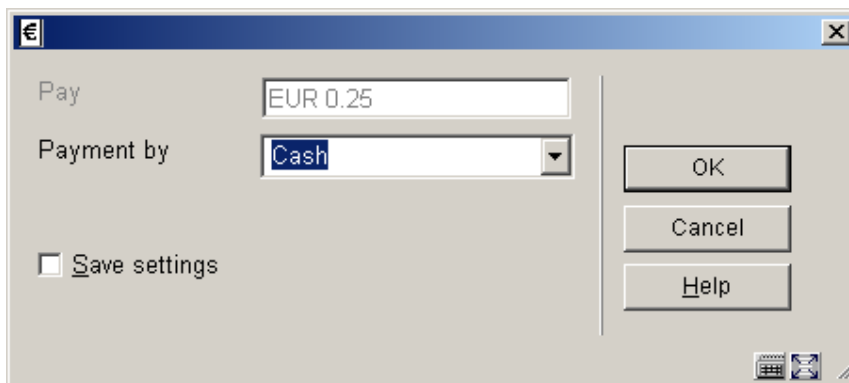 €
Pay
EUR 0.25
Payment by
Cash
OK
Cancel
Save settings
Help